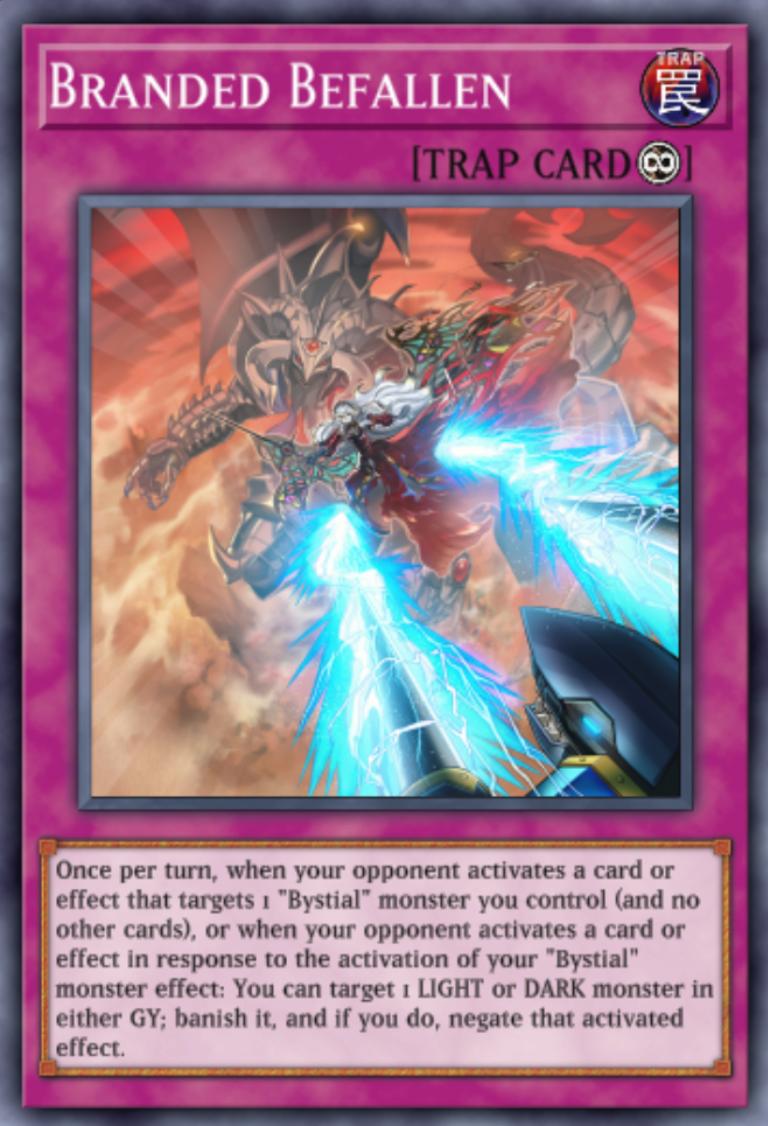 BRANDED BEFALLEN
TRAP
罠
[TRAP CARD]
Once per turn, when your opponent activates a card or
effect that targets 1 "Bystial" monster you control (and no
other cards), or when your opponent activates a card or
effect in response to the activation of your "Bystial"
monster effect: You can target 1 LIGHT or DARK monster in
either GY; banish it, and if you do, negate that activated
effect.